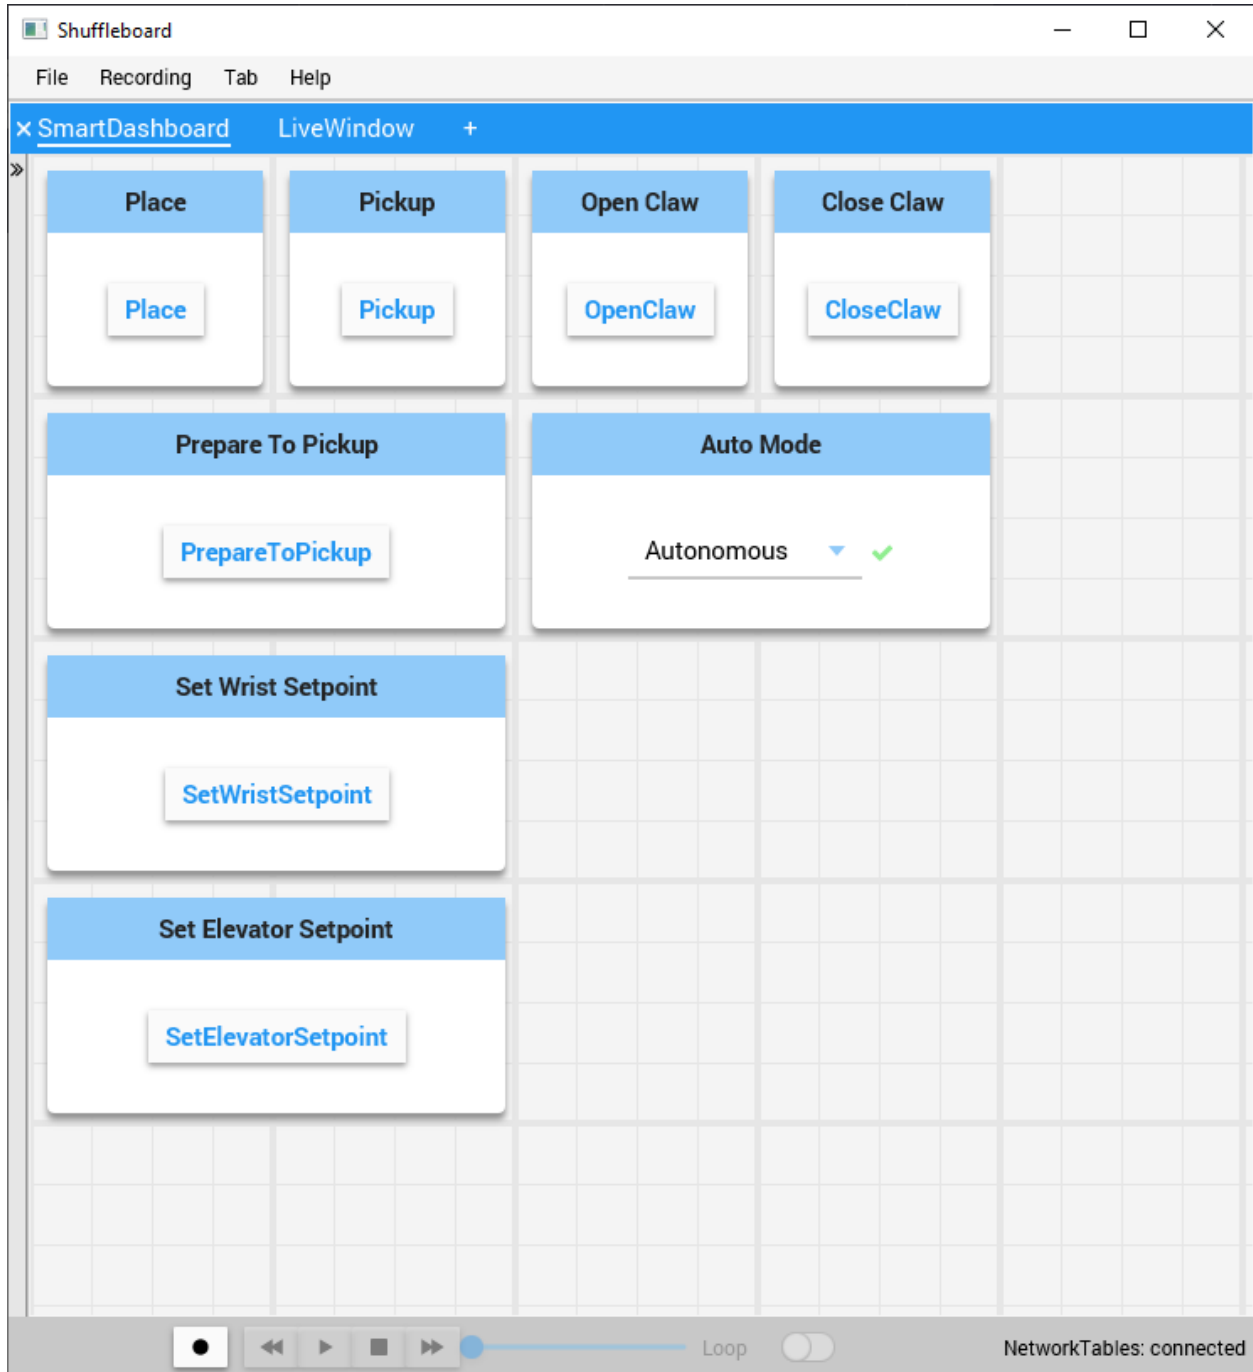 Shuffleboard
File Recording Tab Help
SmartDashboard LiveWindow +
Place Pickup Open Claw Close Claw
Place Pickup OpenClaw CloseClaw
Prepare To Pickup Auto Mode
PrepareToPickup Autonomous
Set Wrist Setpoint
SetWristSetpoint
Set Elevator Setpoint
SetElevatorSetpoint
Loop NetworkTables: connected